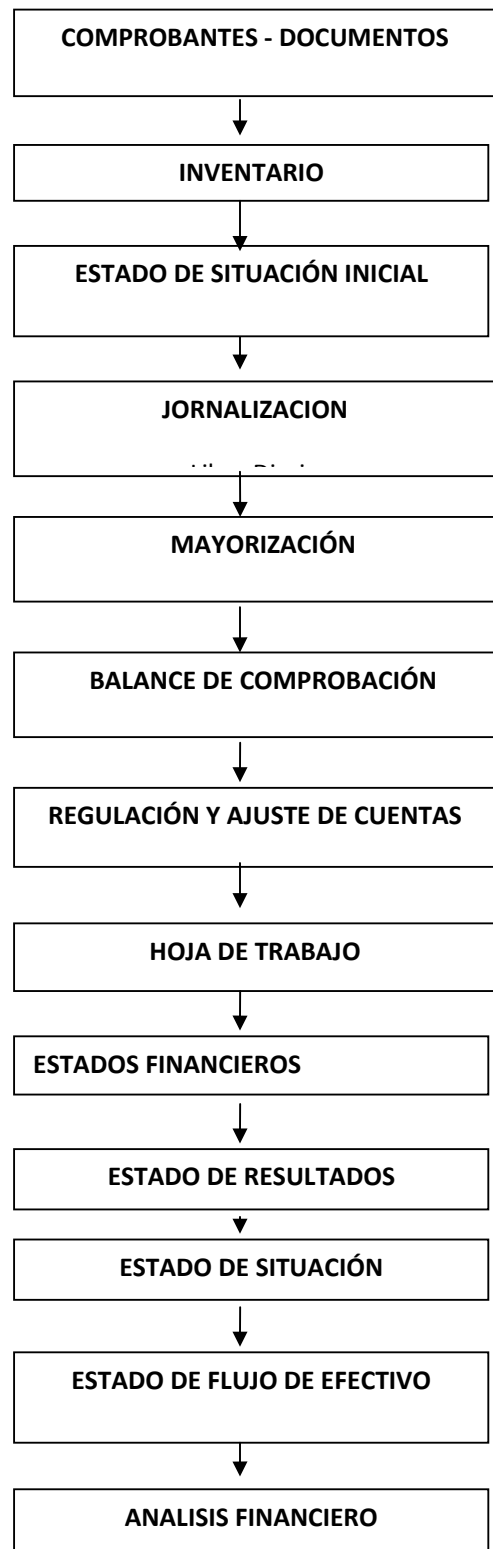 COMPROBANTES - DOCUMENTOS
INVENTARIO
ESTADO DE SITUACIÓN INICIAL
JORNALIZACION
MAYORIZACIÓN
BALANCE DE COMPROBACIÓN
REGULACIÓN Y AJUSTE DE CUENTAS
HOJA DE TRABAJO
ESTADOS FINANCIEROS
ESTADO DE RESULTADOS
ESTADO DE SITUACIÓN
ESTADO DE FLUJO DE EFECTIVO
ANALISIS FINANCIERO